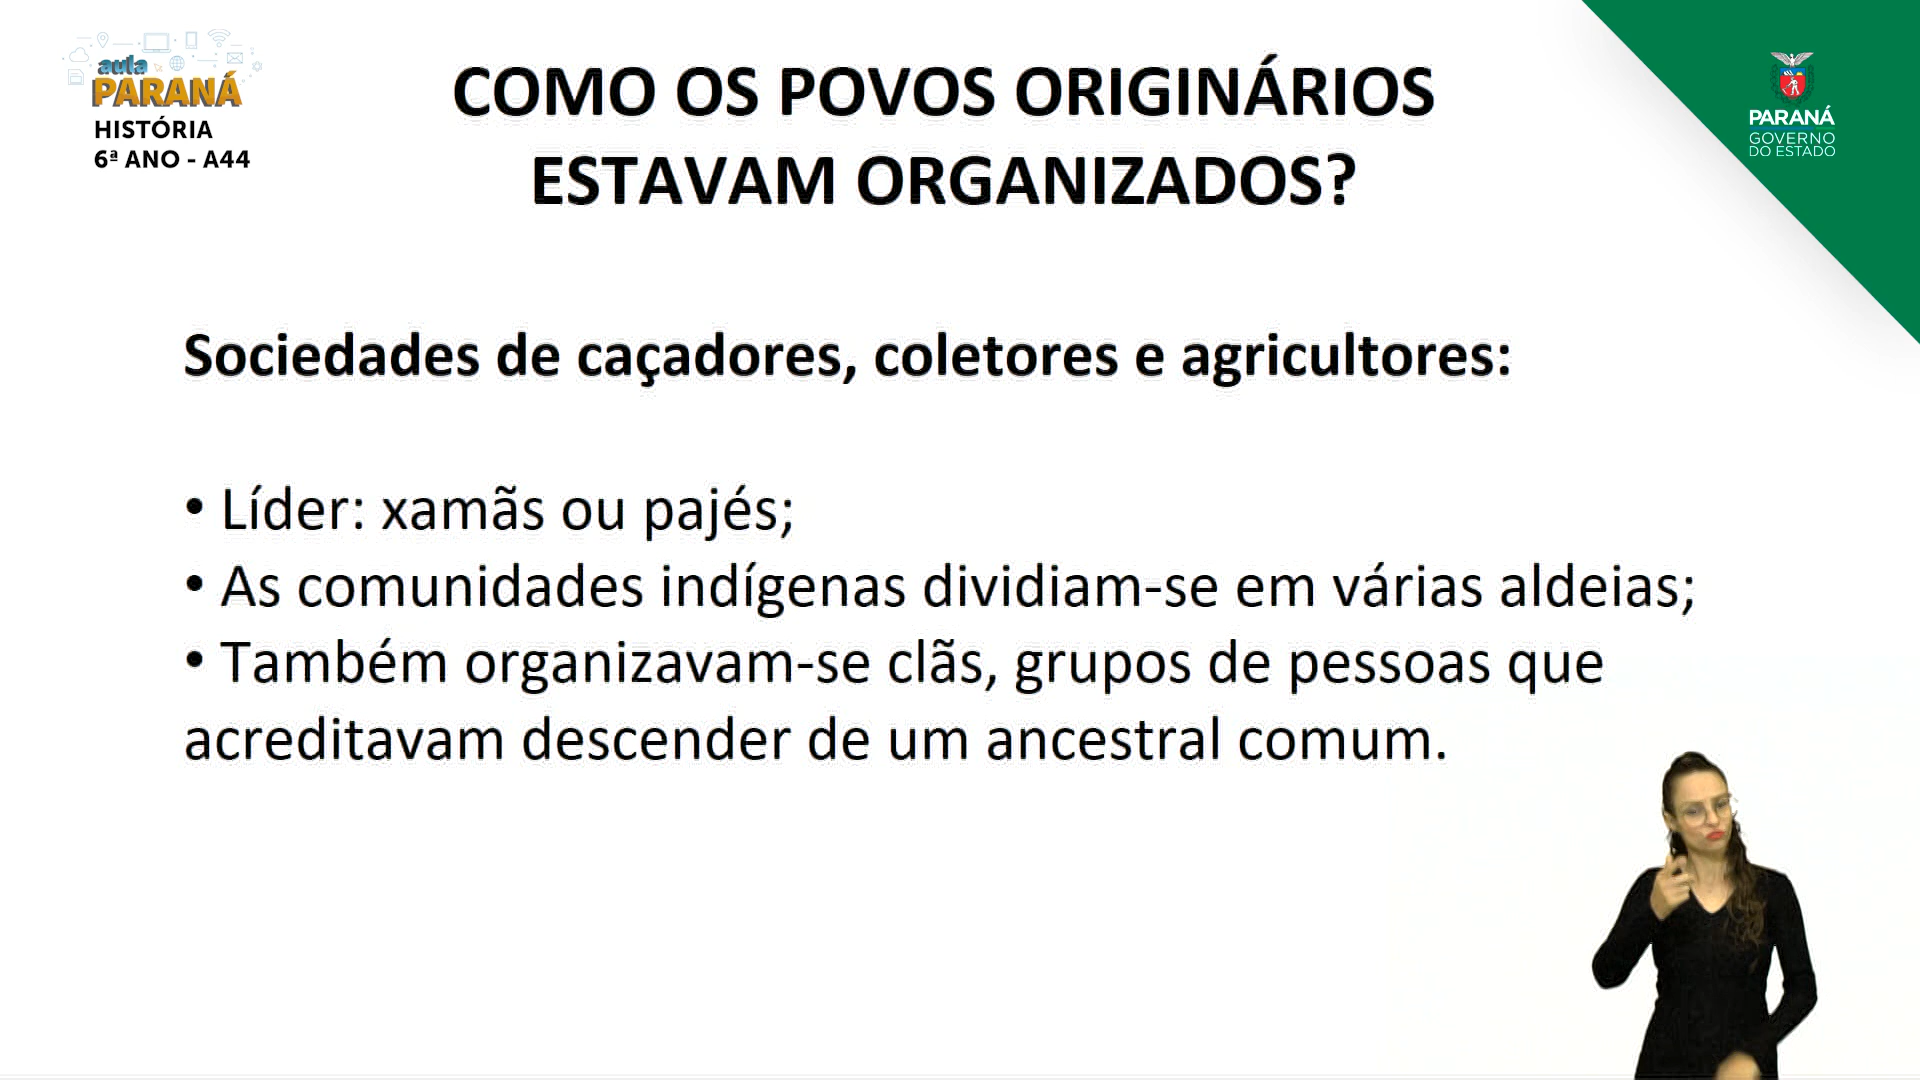 aula
PARANÁ
HISTÓRIA
6ª ANO - A44
COMO OS POVOS ORIGINÁRIOS
ESTAVAM ORGANIZADOS?
PARANÁ
GOVERNO
DO ESTADO
Sociedades de caçadores, coletores e agricultores:
• Líder: xamãs ou pajés;
• As comunidades indígenas dividiam-se em várias aldeias;
• Também organizavam-se clãs, grupos de pessoas que
acreditavam descender de um ancestral comum.